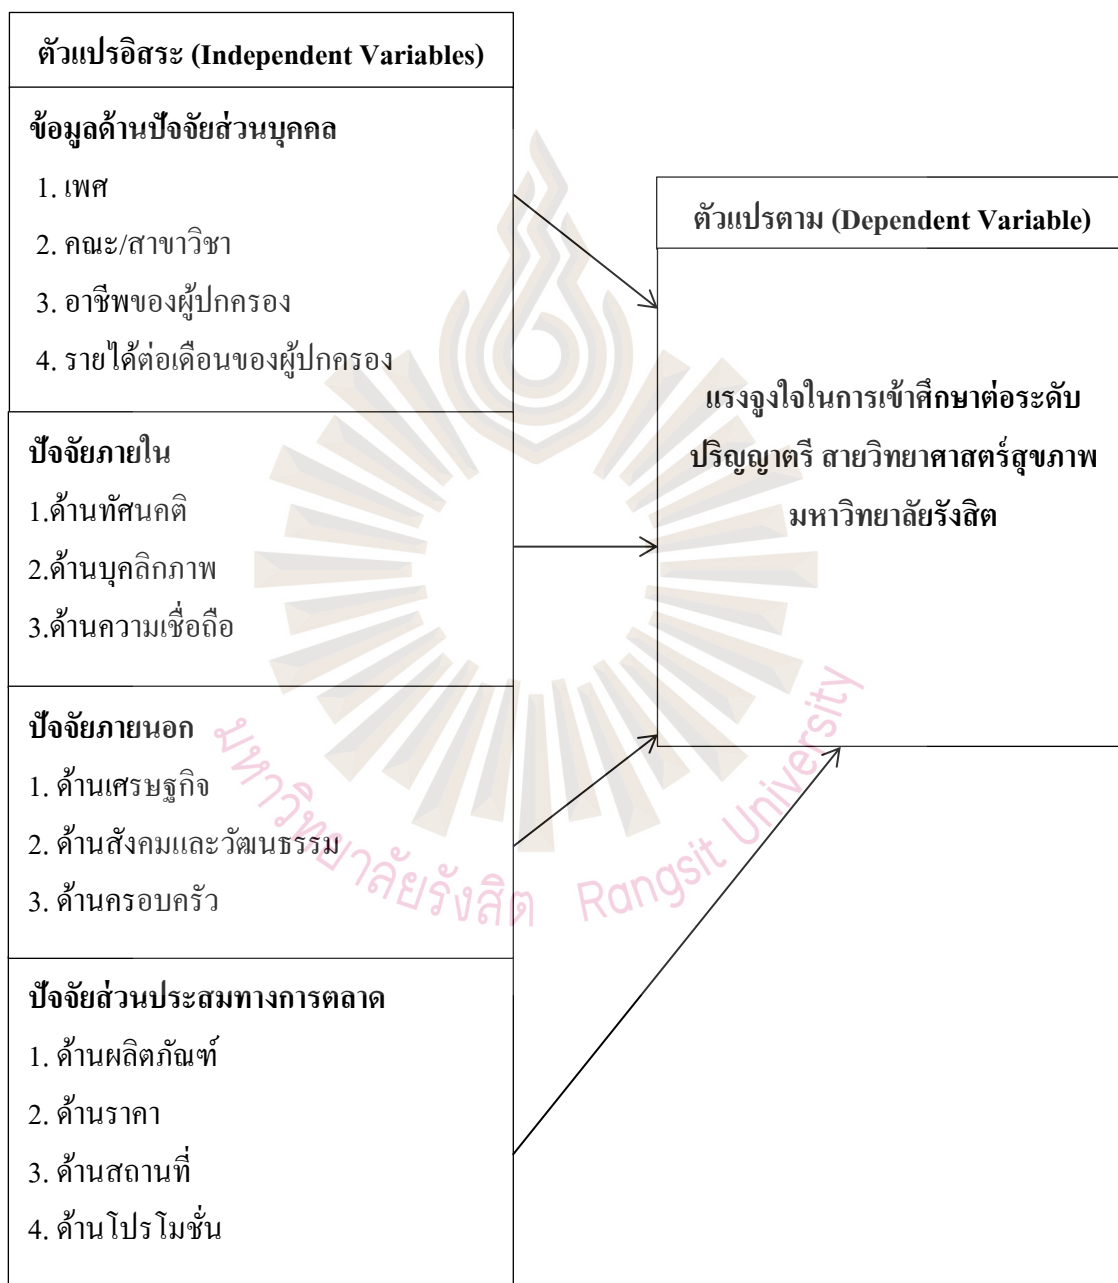 ตัวแปรอิสระ (Independent Variables)
ข้อมูลด้านปัจจัยส่วนบุคคล
1. เพศ
2. คณะ/สาขาวิชา
3. อาชีพของผู้ปกครอง
4. รายได้ต่อเดือนของผู้ปกครอง
ปัจจัยภายใน
1.ด้านทัศนคติ
2.ด้านบุคลิกภาพ
3.ด้านความเชื่อถือ
ปัจจัยภายนอก
1. ด้านเศรษฐกิจ
2. ด้านสังคมและวัฒนธรรม
3. ด้านครอบครัว
ปัจจัยส่วนประสมทางการตลาด
1. ด้านผลิตภัณฑ์
2. ด้านราคา
3. ด้านสถานที่
4. ด้านโปรโมชั่น
ตัวแปรตาม (Dependent Variable)
แรงจูงใจในการเข้าศึกษาต่อระดับ
ปริญญาตรี สายวิทยาศาสตร์สุขภาพ
มหาวิทยาลัยรังสิต
มหาวิทยาลัยรังสิต Rangsit University